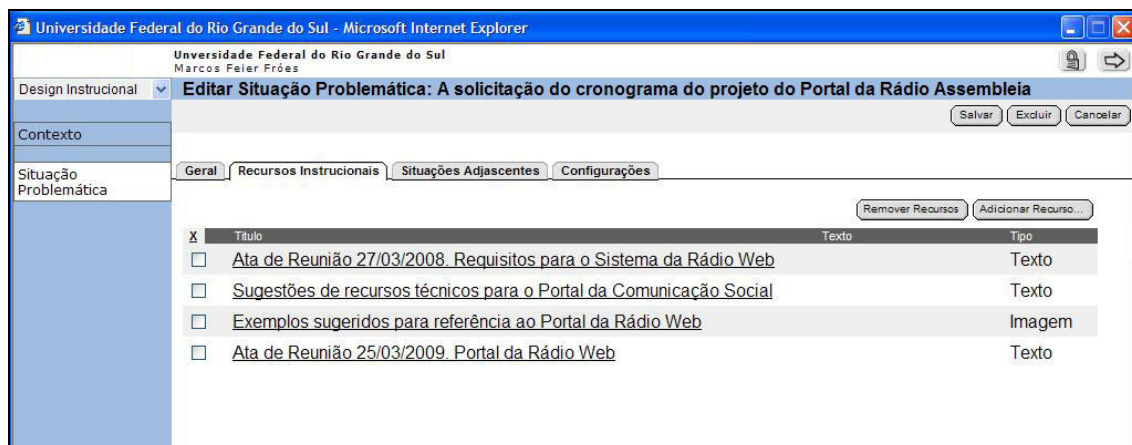 Universidade Federal do Rio Grande do Sul - Microsoft Internet Explorer
Unversidade Federal do Rio Grande do Sul
Marcos Feier Fróes
Design Instrucional
Editar Situação Problemática: A solicitação do cronograma do projeto do Portal da Rádio Assembleia
Salvar Excluir Cancelar
Contexto
Situação
Problemática
Geral Recursos Instrucionais Situações Adjascentes Configurações
Remover Recursos Adicionar Recurso...
X Título Texto Tipo
Ata de Reunião 27/03/2008. Requisitos para o Sistema da Rádio Web Texto
Sugestões de recursos técnicos para o Portal da Comunicação Social Texto
Exemplos sugeridos para referência ao Portal da Rádio Web Imagem
Ata de Reunião 25/03/2009. Portal da Rádio Web Texto